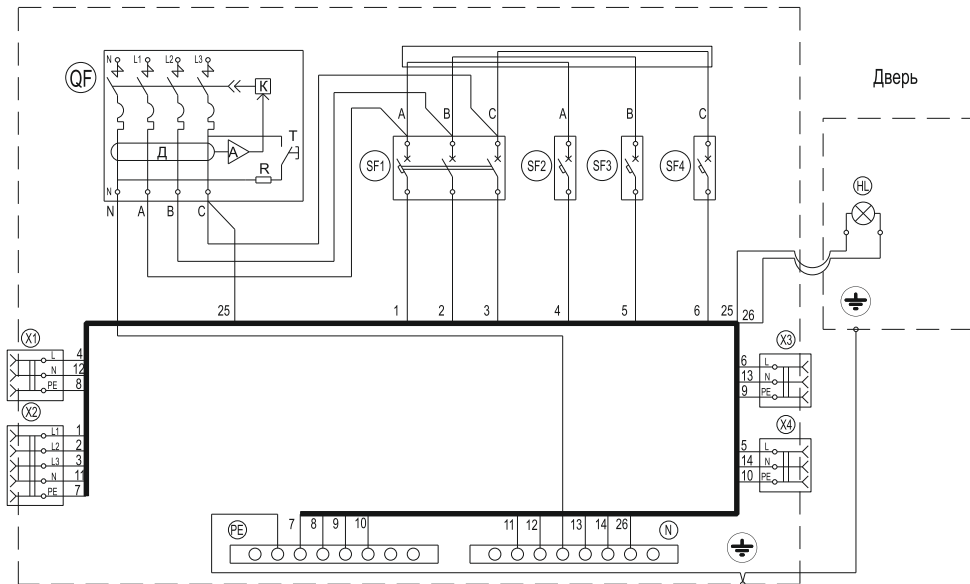 Дверь
QF
N L1 L2 L3
К
Д А Т
R
N
N A B C
A B C A B C
SF1 SF2 SF3 SF4
HL
25 1 2 3 4 5 6 25 26
X1
L 4
N 12
PE 8
X2
L1 1
L2 2
L3 3
N 11
PE 7
X3
6 L
13 N
9 PE
X4
5 L
14 N
10 PE
PE 7 8 9 10
11 12 13 14 26 N